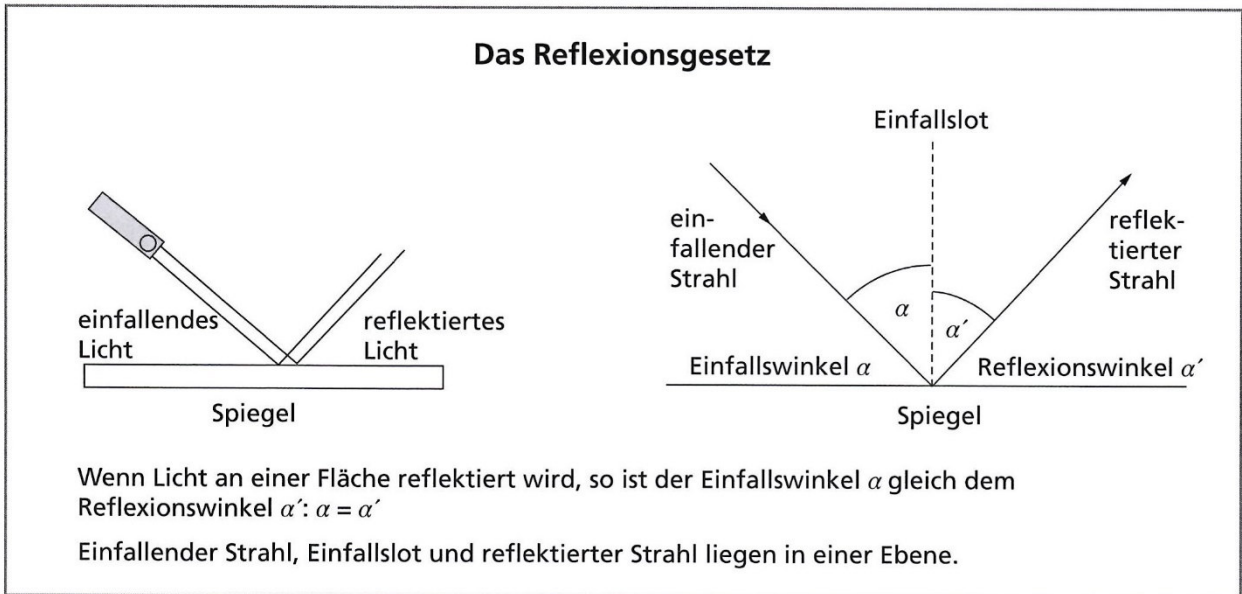 Das Reflexionsgesetz
einfallendes
Licht
reflektiertes
Licht
Spiegel
Einfallslot
ein-
fallender
Strahl
reflek-
tierter
Strahl
α
α′
Einfallswinkel α
Reflexionswinkel α′
Spiegel
Wenn Licht an einer Fläche reflektiert wird, so ist der Einfallswinkel α gleich dem
Reflexionswinkel α′: α = α′
Einfallender Strahl, Einfallslot und reflektierter Strahl liegen in einer Ebene.